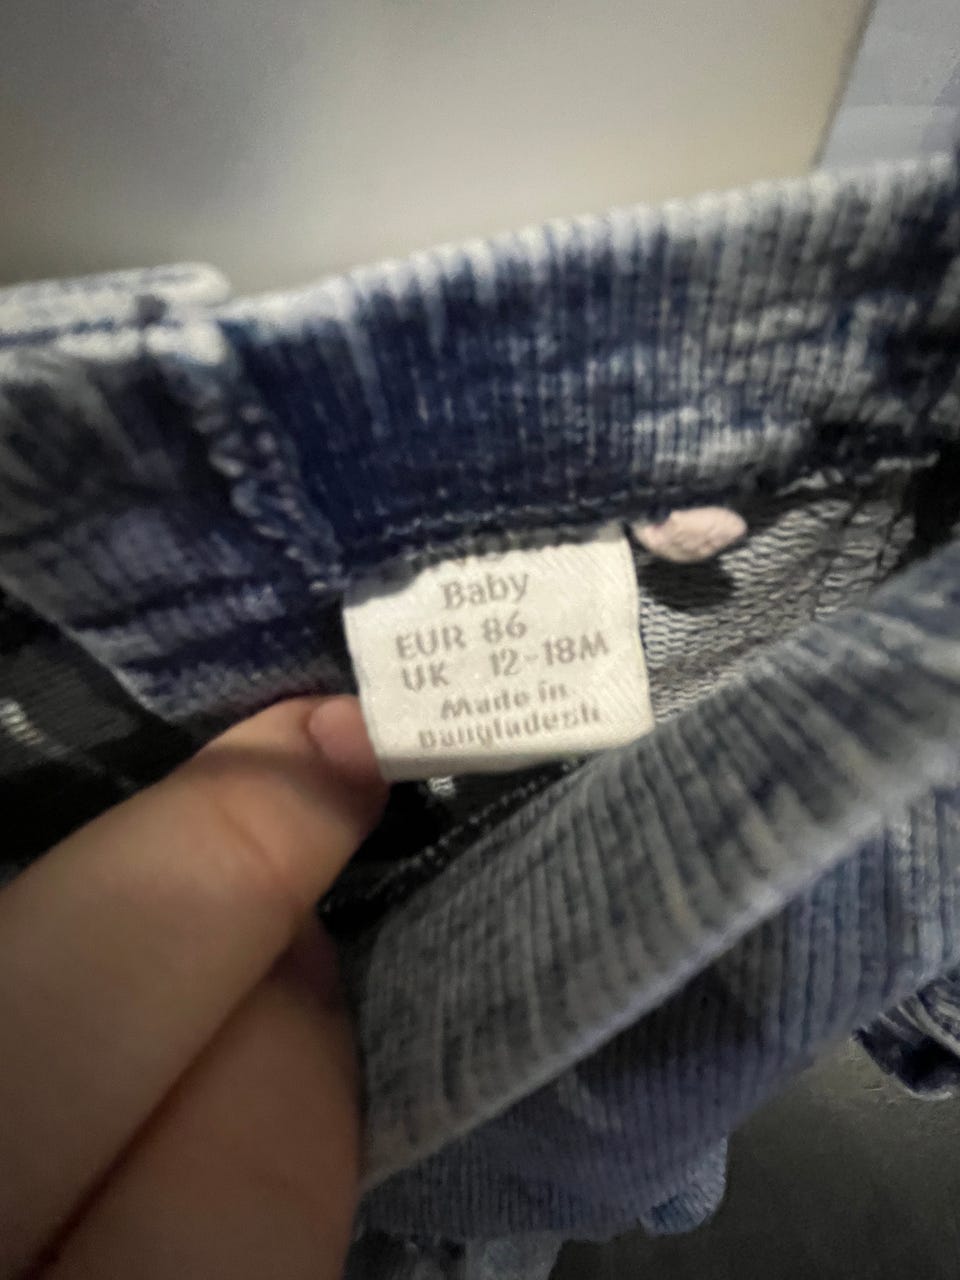 Baby
EUR 86
UK 12-18M
Made in
Bangladesh